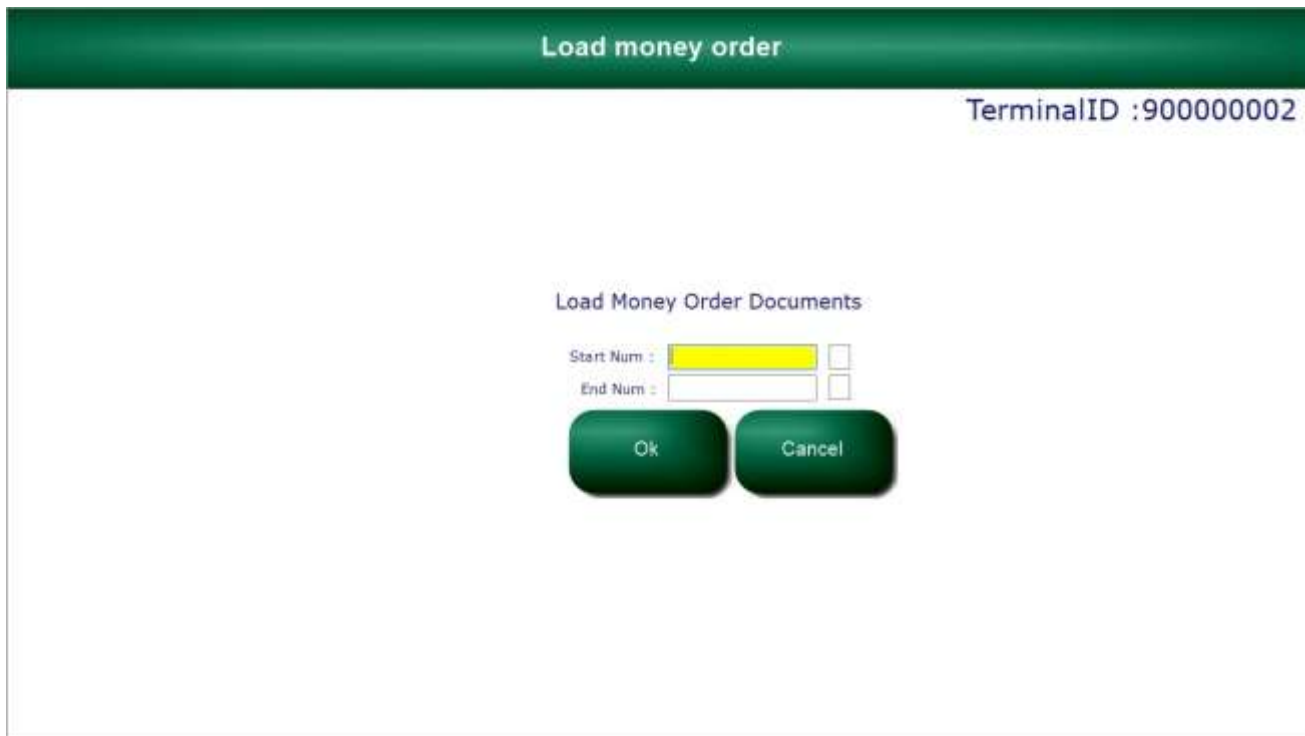 Load money order
TerminalID :900000002
Load Money Order Documents
Start Num :
End Num :
Ok Cancel